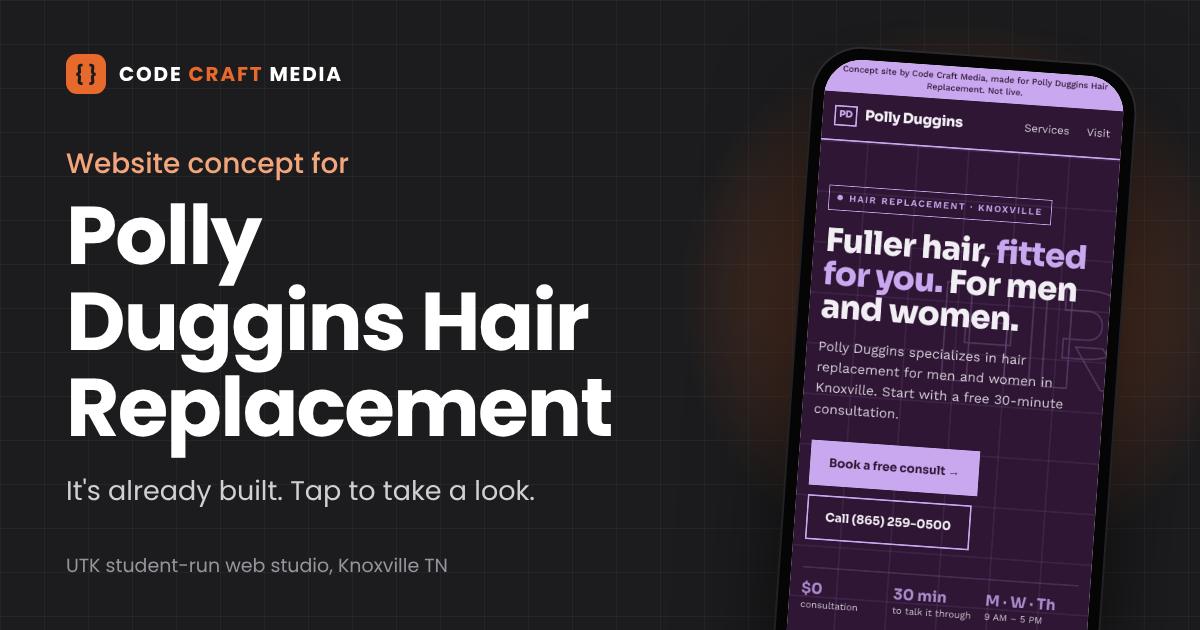 { } CODE CRAFT MEDIA
Website concept for
Polly
Duggins Hair
Replacement
It's already built. Tap to take a look.
UTK student-run web studio, Knoxville TN
Concept site by Code Craft Media, made for Polly Duggins Hair
Replacement. Not live.
PD Polly Duggins Services Visit
HAIR REPLACEMENT · KNOXVILLE
Fuller hair, fitted
for you. For men
and women.
Polly Duggins specializes in hair
replacement for men and women in
Knoxville. Start with a free 30-minute
consultation.
Book a free consult →
Call (865) 259-0500
$0 30 min M · W · Th
consultation to talk it through 9 AM – 5 PM